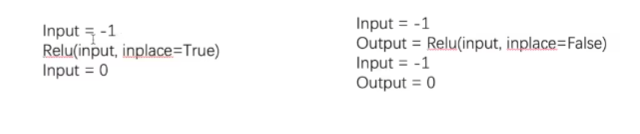 Input = -1
Relu(input, inplace=True)
Input = 0
Input = -1
Output = Relu(input, inplace=False)
Input = -1
Output = 0